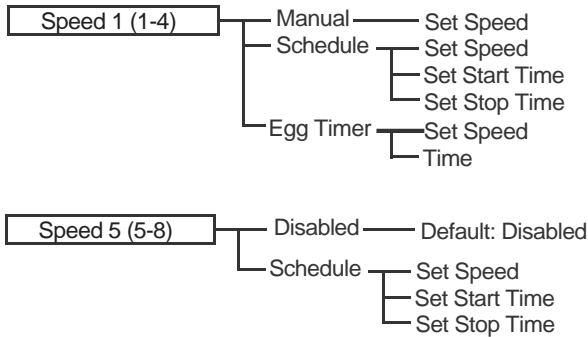 Speed 1 (1-4)
Manual
Set Speed
Schedule
Set Speed
Set Start Time
Set Stop Time
Egg Timer
Set Speed
Time
Speed 5 (5-8)
Disabled
Default: Disabled
Schedule
Set Speed
Set Start Time
Set Stop Time